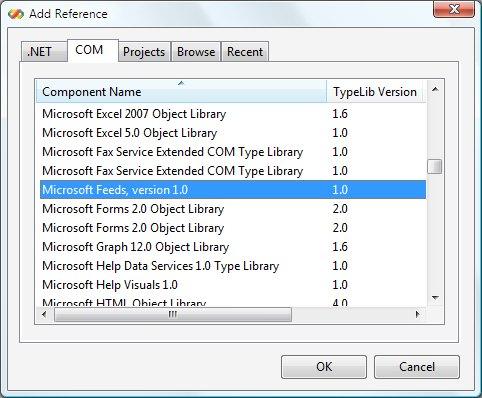 Add Reference
.NET COM Projects Browse Recent
Component Name TypeLib Version
Microsoft Excel 2007 Object Library 1.6
Microsoft Excel 5.0 Object Library 1.0
Microsoft Fax Service Extended COM Type Library 1.0
Microsoft Fax Service Extended COM Type Library 1.0
Microsoft Feeds, version 1.0 1.0
Microsoft Forms 2.0 Object Library 2.0
Microsoft Forms 2.0 Object Library 2.0
Microsoft Graph 12.0 Object Library 1.6
Microsoft Help Data Services 1.0 Type Library 1.0
Microsoft Help Visuals 1.0 1.0
Microsoft HTML Object Library 4.0
OK Cancel